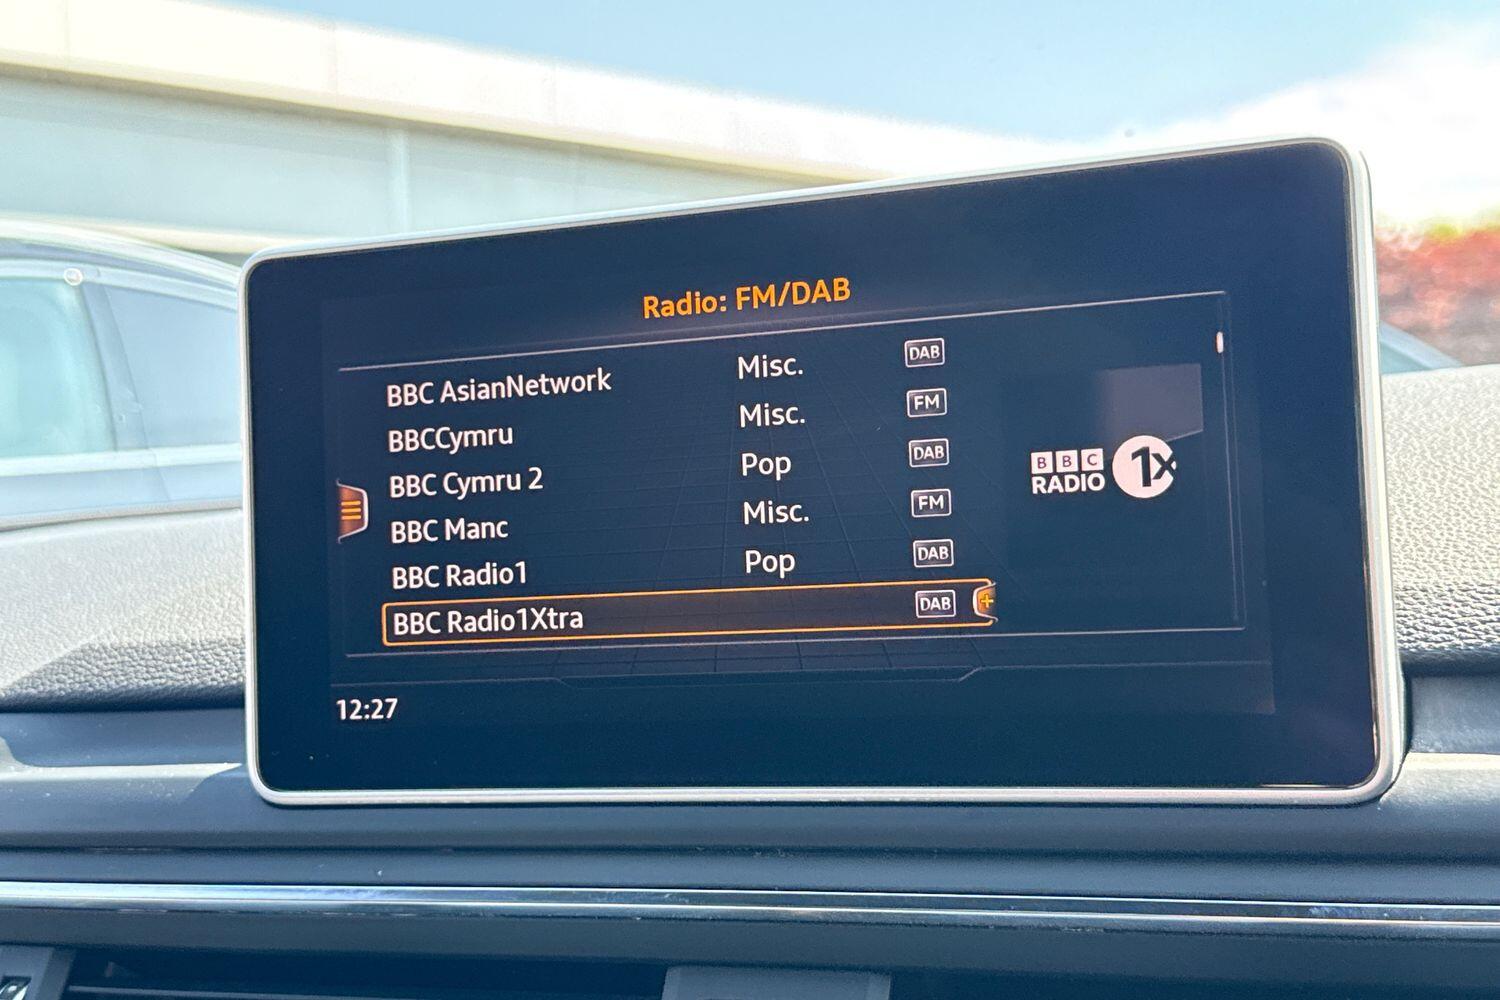 Radio: FM/DAB
BBC AsianNetwork Misc. DAB
BBCCymru Misc. FM
BBC Cymru 2 Pop DAB
BBC Manc Misc. FM
BBC Radio1 Pop DAB
BBC Radio1Xtra DAB +
BBC
RADIO 1X
12:27